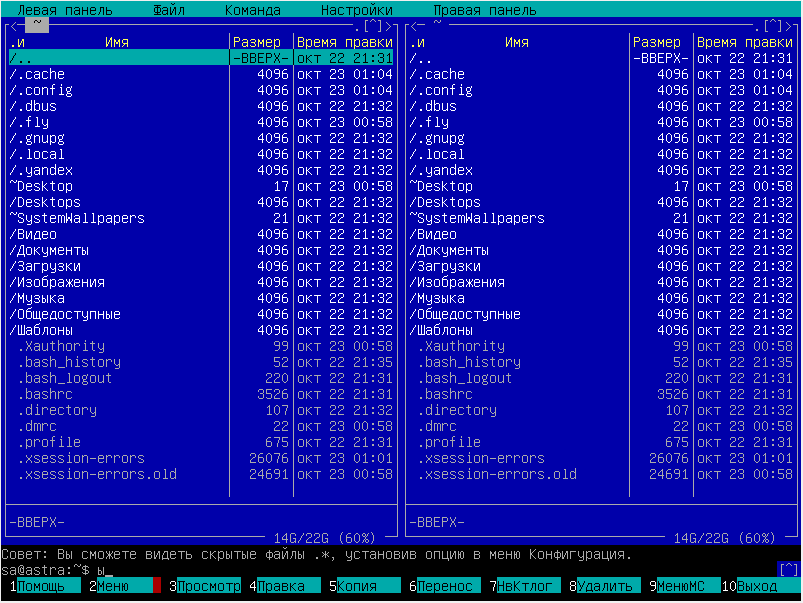 Левая панель Файл Команда Настройки Правая панель
<─ ~ .[^]> <─ ~ .[^]>
.и Имя Размер Время правки .и Имя Размер Время правки
/.. -ВВЕРХ- окт 22 21:31 /.. -ВВЕРХ- окт 22 21:31
/.cache 4096 окт 23 01:04 /.cache 4096 окт 23 01:04
/.config 4096 окт 23 01:04 /.config 4096 окт 23 01:04
/.dbus 4096 окт 22 21:32 /.dbus 4096 окт 22 21:32
/.fly 4096 окт 23 00:58 /.fly 4096 окт 23 00:58
/.gnupg 4096 окт 22 21:32 /.gnupg 4096 окт 22 21:32
/.local 4096 окт 22 21:32 /.local 4096 окт 22 21:32
/.yandex 4096 окт 22 21:32 /.yandex 4096 окт 22 21:32
~Desktop 17 окт 23 00:58 ~Desktop 17 окт 23 00:58
/Desktops 4096 окт 22 21:32 /Desktops 4096 окт 22 21:32
~SystemWallpapers 21 окт 22 21:32 ~SystemWallpapers 21 окт 22 21:32
/Видео 4096 окт 22 21:32 /Видео 4096 окт 22 21:32
/Документы 4096 окт 22 21:32 /Документы 4096 окт 22 21:32
/Загрузки 4096 окт 22 21:32 /Загрузки 4096 окт 22 21:32
/Изображения 4096 окт 22 21:32 /Изображения 4096 окт 22 21:32
/Музыка 4096 окт 22 21:32 /Музыка 4096 окт 22 21:32
/Общедоступные 4096 окт 22 21:32 /Общедоступные 4096 окт 22 21:32
/Шаблоны 4096 окт 22 21:32 /Шаблоны 4096 окт 22 21:32
.Xauthority 99 окт 23 00:58 .Xauthority 99 окт 23 00:58
.bash_history 52 окт 22 21:35 .bash_history 52 окт 22 21:35
.bash_logout 220 окт 22 21:31 .bash_logout 220 окт 22 21:31
.bashrc 3526 окт 22 21:31 .bashrc 3526 окт 22 21:31
.directory 107 окт 22 21:32 .directory 107 окт 22 21:32
.dmrc 22 окт 23 00:58 .dmrc 22 окт 23 00:58
.profile 675 окт 22 21:31 .profile 675 окт 22 21:31
.xsession-errors 26076 окт 23 01:01 .xsession-errors 26076 окт 23 01:01
.xsession-errors.old 24691 окт 23 00:58 .xsession-errors.old 24691 окт 23 00:58
-ВВЕРХ- -ВВЕРХ-
14G/22G (60%) 14G/22G (60%)
Совет: Вы сможете видеть скрытые файлы .*, установив опцию в меню Конфигурация.
sa@astra:~$ ы_ [^]
1Помощь 2Меню 3Просмотр 4Правка 5Копия 6Перенос 7НвКтлог 8Удалить 9МенюMC 10Выход